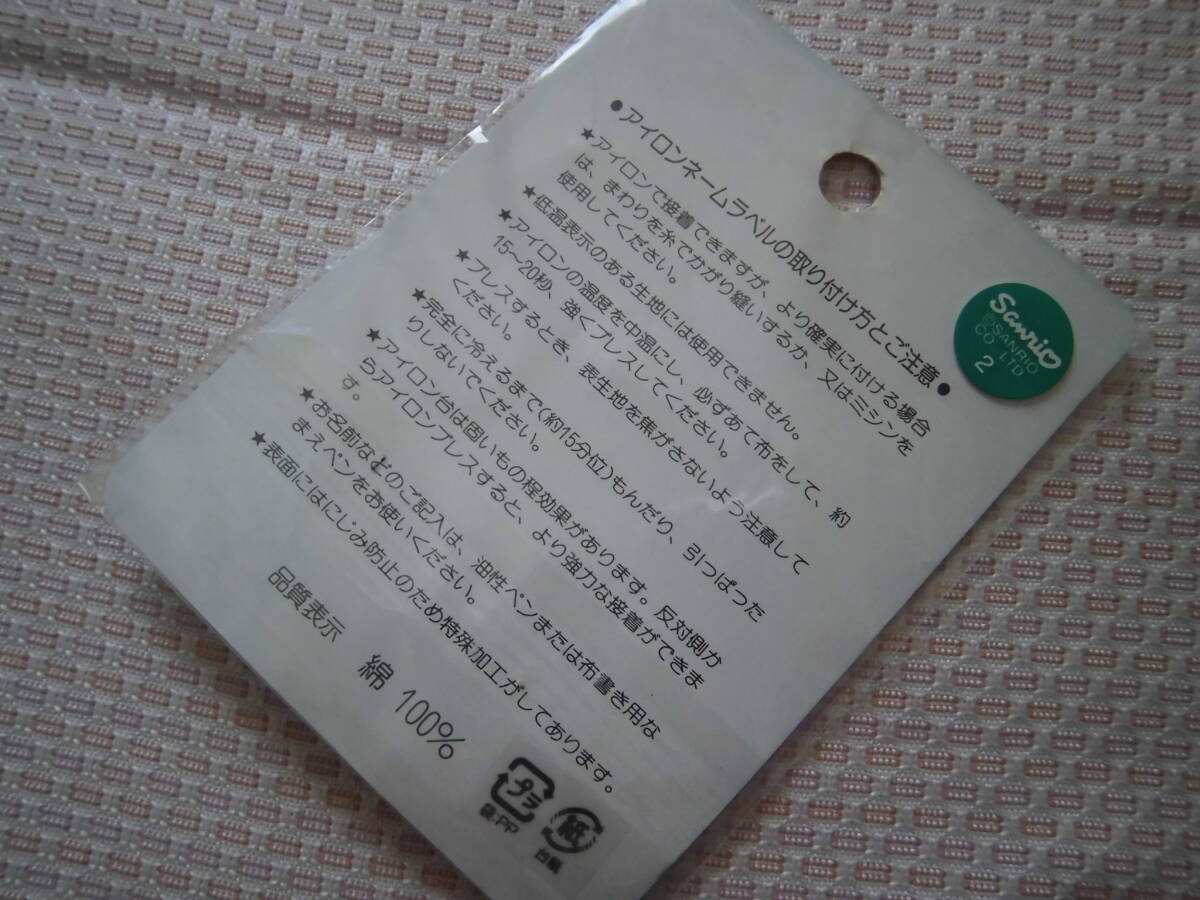 ●アイロンネームラベルの取り付け方とご注意●
★アイロンで接着できますが、より確実に付ける場合
は、まわりを糸でかがり縫いするか、又はミシンを
使用してください。
★低温表示のある生地には使用できません。
★アイロンの温度を中温にし、必ずあて布をして、約
15〜20秒、強くプレスしてください。
★プレスするとき、表生地を焦がさないよう注意して
ください。
★完全に冷えるまで(約15分位)もんだり、引っぱった
りしないでください。
★アイロン台は固いもの程効果があります。反対側か
らアイロンプレスすると、より強力な接着ができま
す。
★お名前などのご記入は、油性ペンまたは布書き用な
まえペンをお使いください。
★表面にはにじみ防止のため特殊加工がしてあります。
品質表示 綿 100%
プラ
袋:PP
紙
台紙
Sanrio
©SANRIO
CO LTD
2